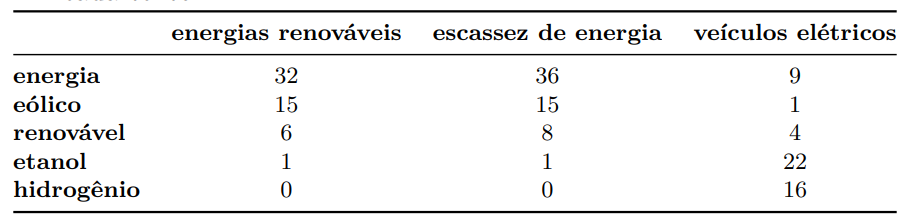 energias renováveis escassez de energia veículos elétricos
energia 32 36 9
eólico 15 15 1
renovável 6 8 4
etanol 1 1 22
hidrogênio 0 0 16